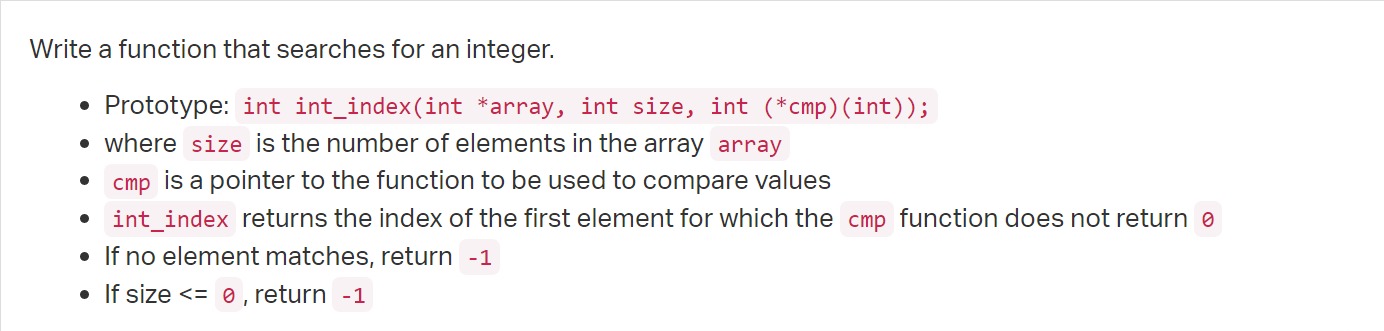 Write a function that searches for an integer.
• Prototype: int int_index(int *array, int size, int (*cmp)(int));
• where size is the number of elements in the array array
• cmp is a pointer to the function to be used to compare values
• int_index returns the index of the first element for which the cmp function does not return 0
• If no element matches, return -1
• If size <= 0, return -1